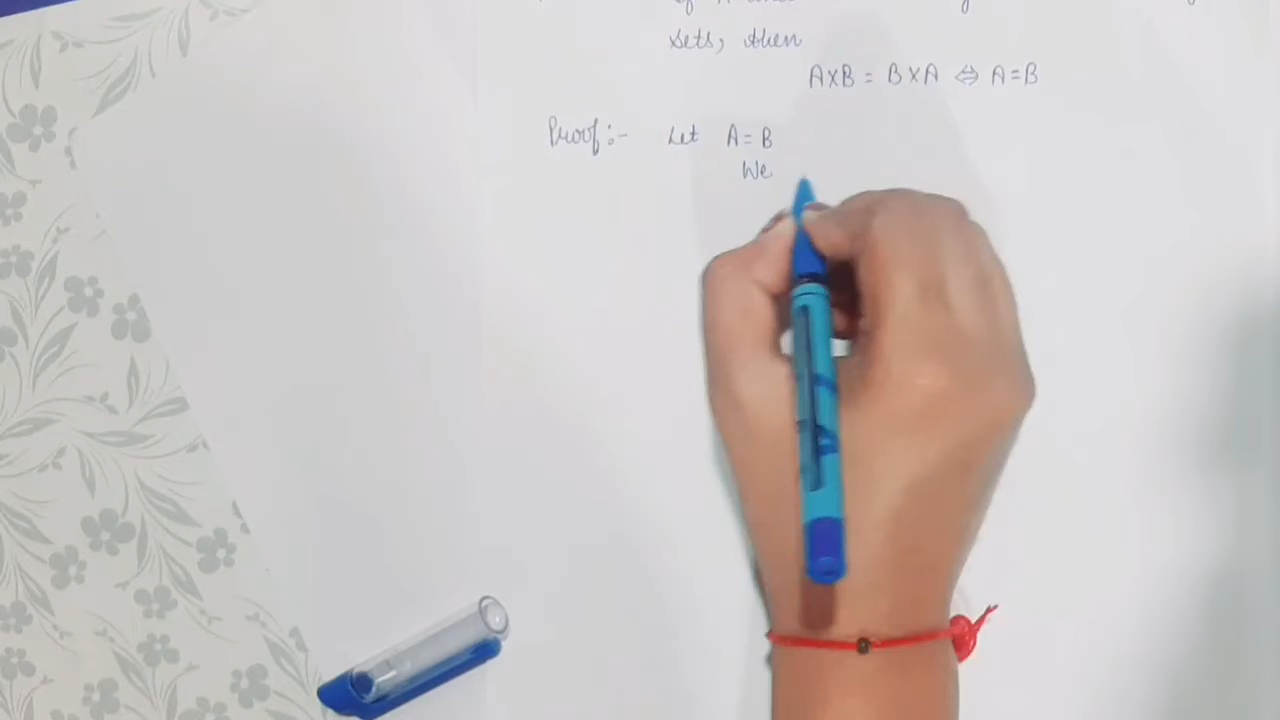 sets, then
A×B = B×A ⇔ A=B
Proof:- Let A=B
We